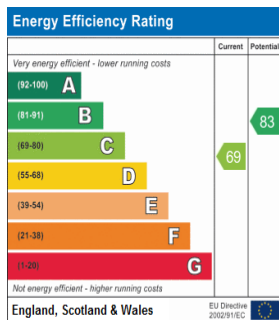 Energy Efficiency Rating
Current Potential
Very energy efficient - lower running costs
(92-100) A
(81-91) B
83
(69-80) C
69
(55-68) D
(39-54) E
(21-38) F
(1-20) G
Not energy efficient - higher running costs
England, Scotland & Wales
EU Directive
2002/91/EC